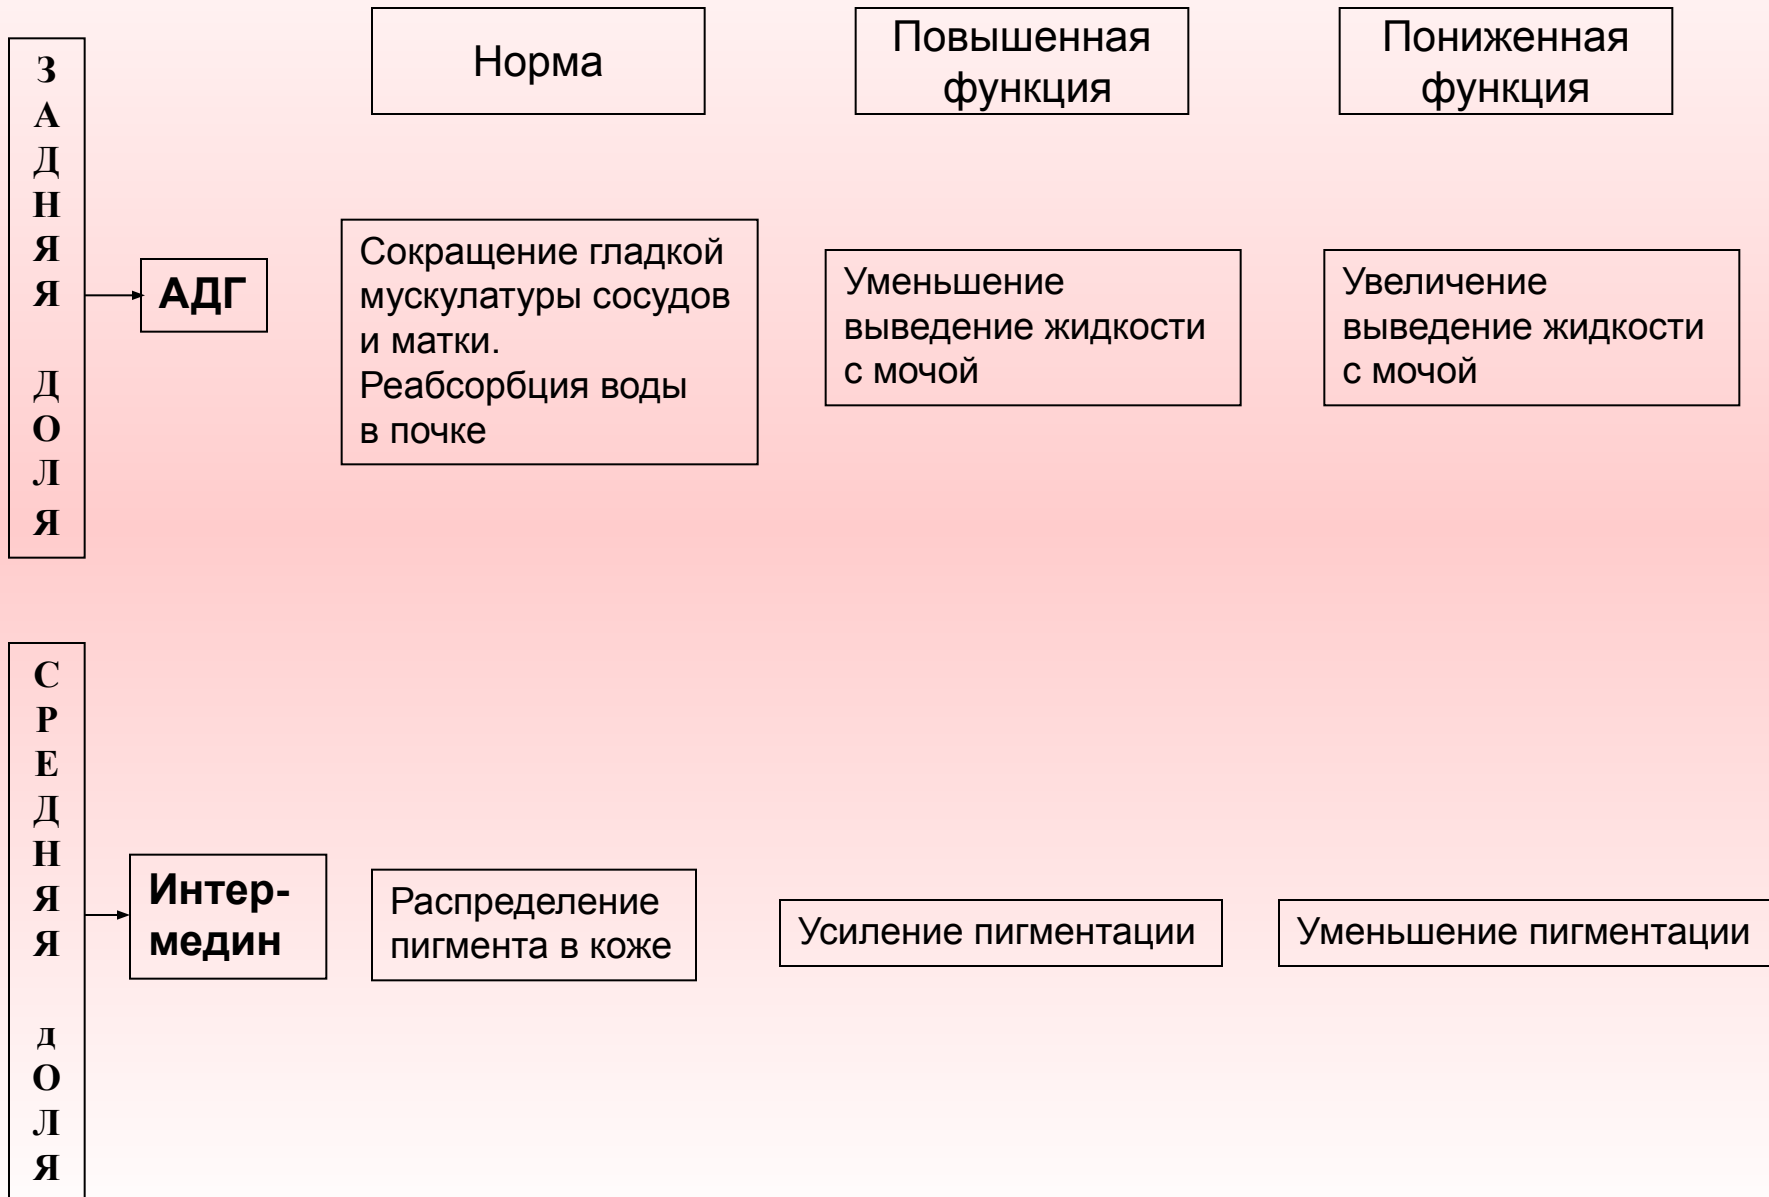 Норма
Повышенная
функция
Пониженная
функция
З
А
Д
Н
Я
Я
Д
О
Л
Я
АДГ
Сокращение гладкой
мускулатуры сосудов
и матки.
Реабсорбция воды
в почке
Уменьшение
выведение жидкости
с мочой
Увеличение
выведение жидкости
с мочой
С
Р
Е
Д
Н
Я
Я
д
О
Л
Я
Интер-
медин
Распределение
пигмента в коже
Усиление пигментации
Уменьшение пигментации